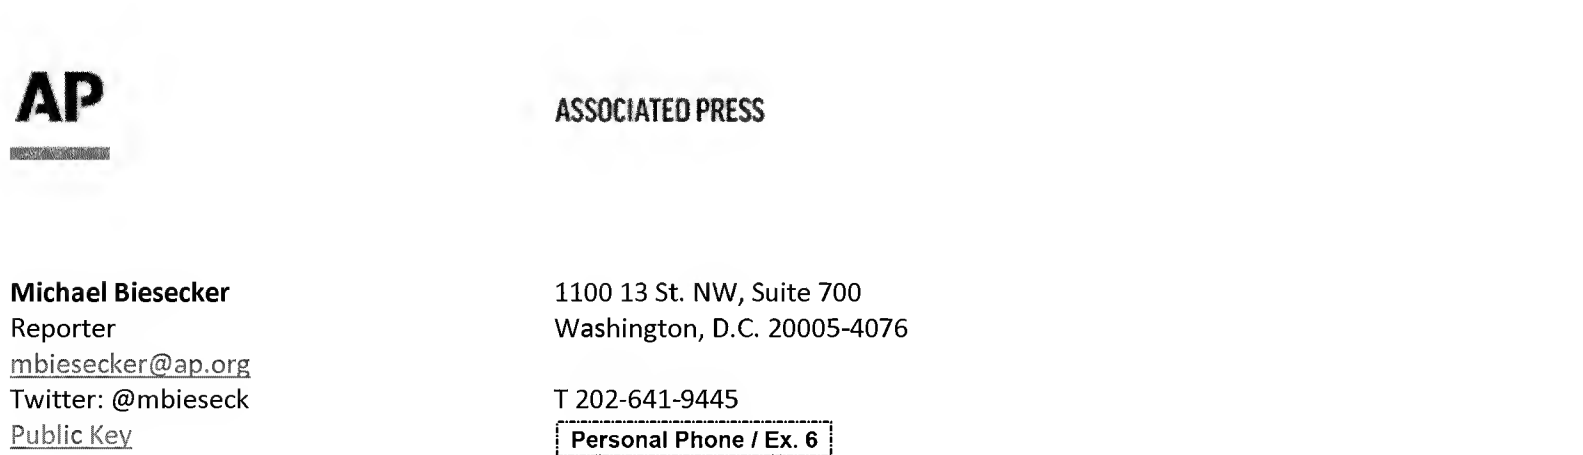 AP
ASSOCIATED PRESS
Michael Biesecker
Reporter
mbiesecker@ap.org
Twitter: @mbieseck
Public Key
1100 13 St. NW, Suite 700
Washington, D.C. 20005-4076
T 202-641-9445
Personal Phone / Ex. 6